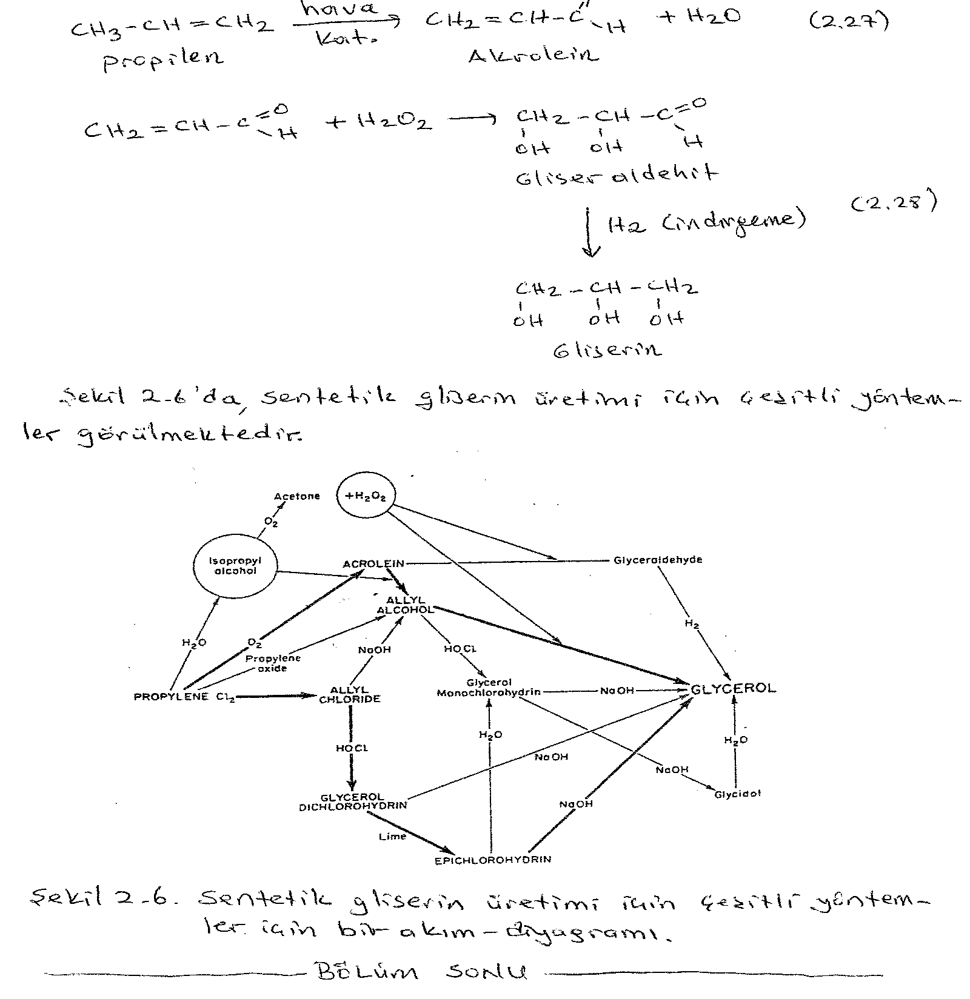 hava
CH3-CH=CH2 → CH2=CH-C-H + H2O (2.27)
kat.
propilen Akrolein
CH2=CH-C=O + H2O2 → CH2-CH-C=O
H OH OH H
Gliseraldehit
↓ H2 (indirgeme) (2.28)
CH2-CH-CH2
OH OH OH
Gliserin
Şekil 2-6'da, sentetik gliserin üretimi için çeşitli yöntem-
ler görülmektedir.
Acetone +H2O2
O2
Isopropyl
alcohol
ACROLEIN Glyceraldehyde
ALLYL
ALCOHOL
H2
H2O O2 NaOH HOCl
Propylene
oxide
PROPYLENE Cl2 ALLYL
CHLORIDE
Glycerol
Monochlorohydrin NaOH GLYCEROL
HOCl H2O NaOH H2O
NaOH
GLYCEROL
DICHLOROHYDRIN
NaOH Glycidol
Lime
EPICHLOROHYDRIN
Şekil 2-6. Sentetik gliserin üretimi için çeşitli yöntem-
ler için bir akım-diyagramı.
BÖLÜM SONU